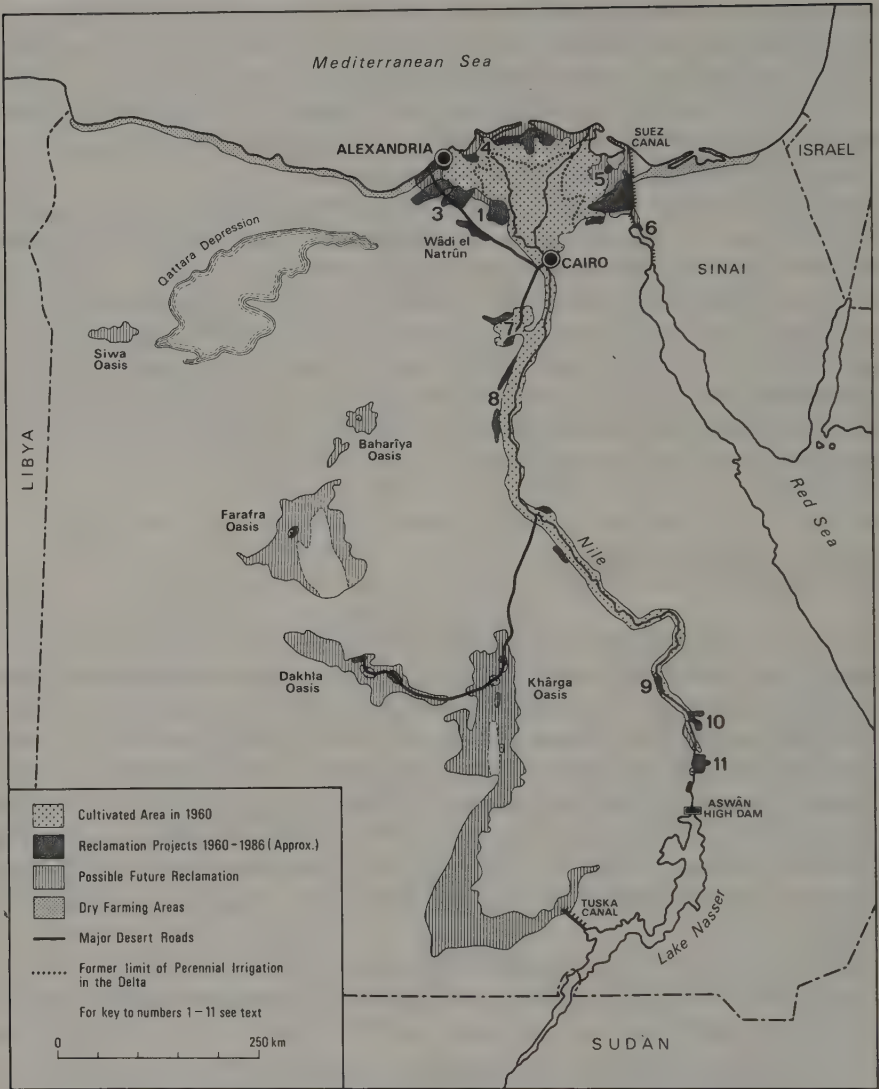 Mediterranean Sea
SUEZ
CANAL
ISRAEL
ALEXANDRIA
4
5
3
1
6
Wâdi el
Natrûn
CAIRO
SINAI
Qattara Depression
7
Siwa
Oasis
8
Baharîya
Oasis
LIBYA
Farafra
Oasis
Red Sea
Nile
Dakhla
Oasis
Khârga
Oasis
9
10
11
ASWÂN
HIGH DAM
TUSKA
CANAL
Lake Nasser
SUDAN
Cultivated Area in 1960
Reclamation Projects 1960-1986 (Approx.)
Possible Future Reclamation
Dry Farming Areas
Major Desert Roads
Former limit of Perennial Irrigation
in the Delta
For key to numbers 1-11 see text
0 250 km